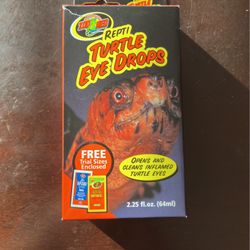 ZOO MED
REPTI
TURTLE
EYE DROPS
FREE
Trial Sizes
Enclosed
OPENS AND
CLEANS INFLAMED
TURTLE EYES
2.25 fl.oz. (64ml)